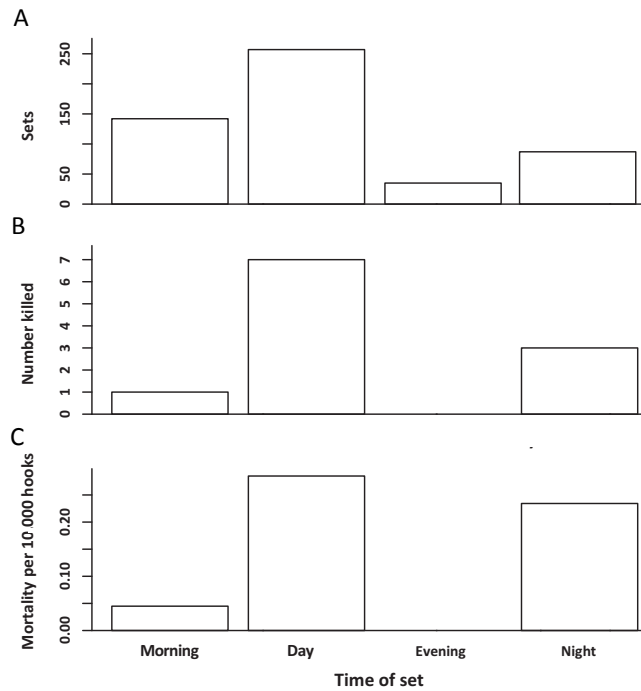 A
Sets
250
150
50
0
B
Number killed
7
6
5
4
3
2
1
0
C
Mortality per 10 000 hooks
0.20
0.10
0.00
Morning Day Evening Night
Time of set